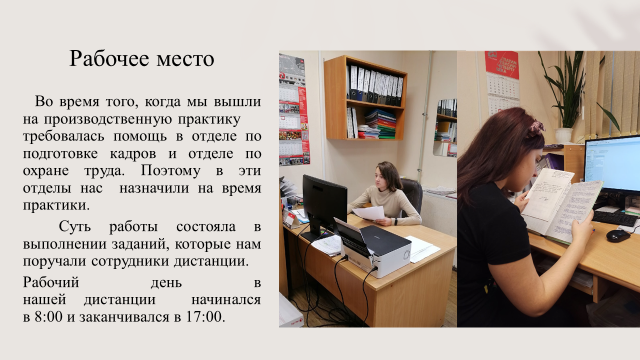 Рабочее место
Во время того, когда мы вышли
на производственную практику
требовалась помощь в отделе по
подготовке кадров и отделе по
охране труда. Поэтому в эти
отделы нас назначили на время
практики.
Суть работы состояла в
выполнении заданий, которые нам
поручали сотрудники дистанции.
Рабочий день в
нашей дистанции начинался
в 8:00 и заканчивался в 17:00.